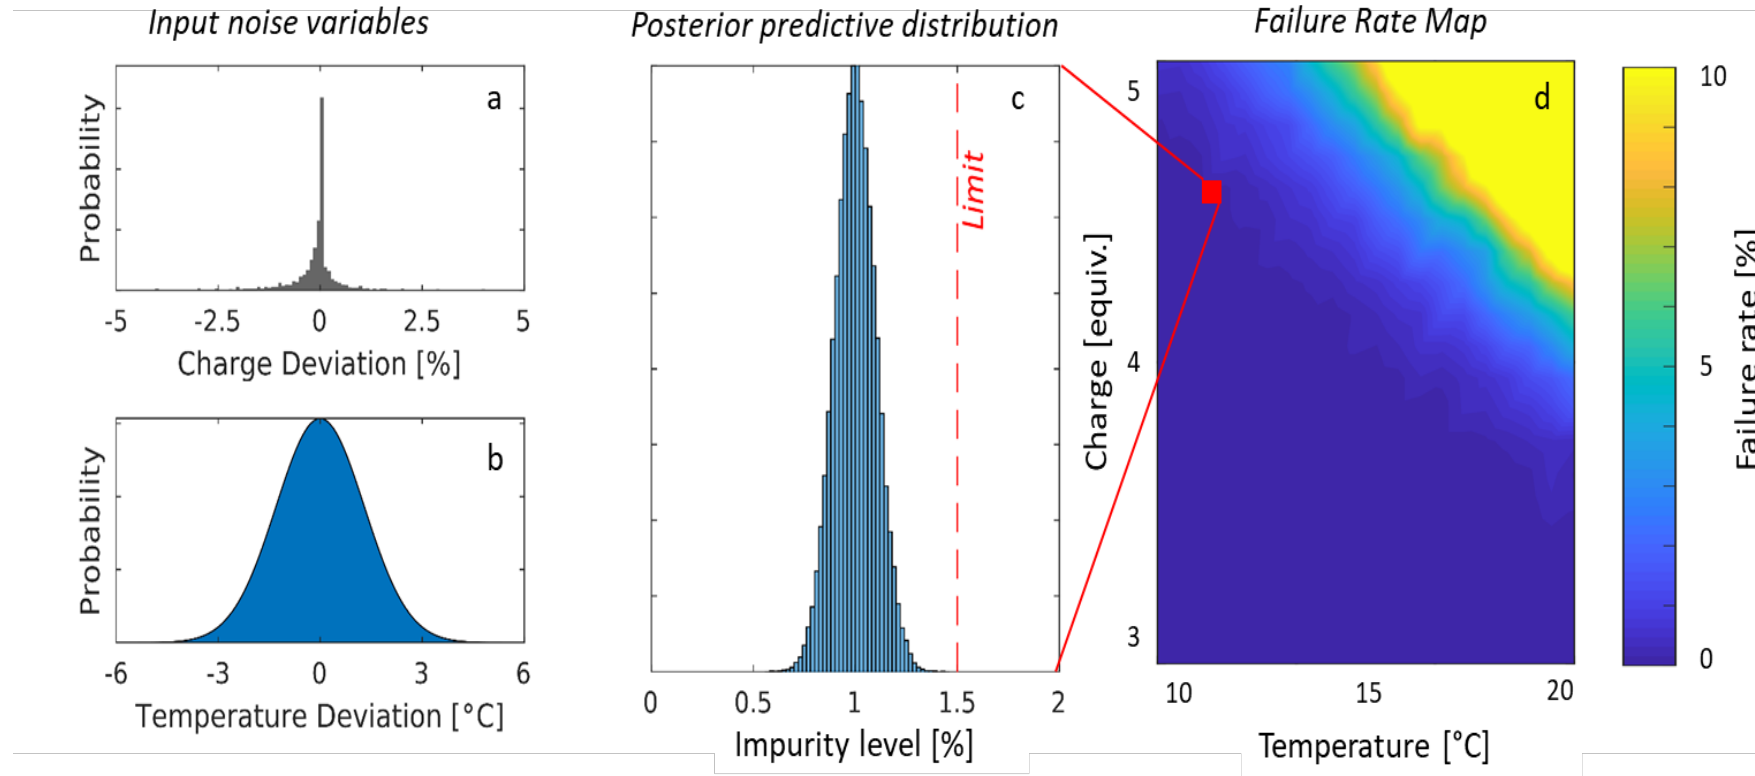 Input noise variables
Posterior predictive distribution
Failure Rate Map
a
Probability
-5 -2.5 0 2.5 5
Charge Deviation [%]
b
Probability
-6 -3 0 3 6
Temperature Deviation [°C]
c
Limit
0 0.5 1 1.5 2
Impurity level [%]
d
5
4
3
Charge [equiv.]
10 15 20
Temperature [°C]
10
5
0
Failure rate [%]